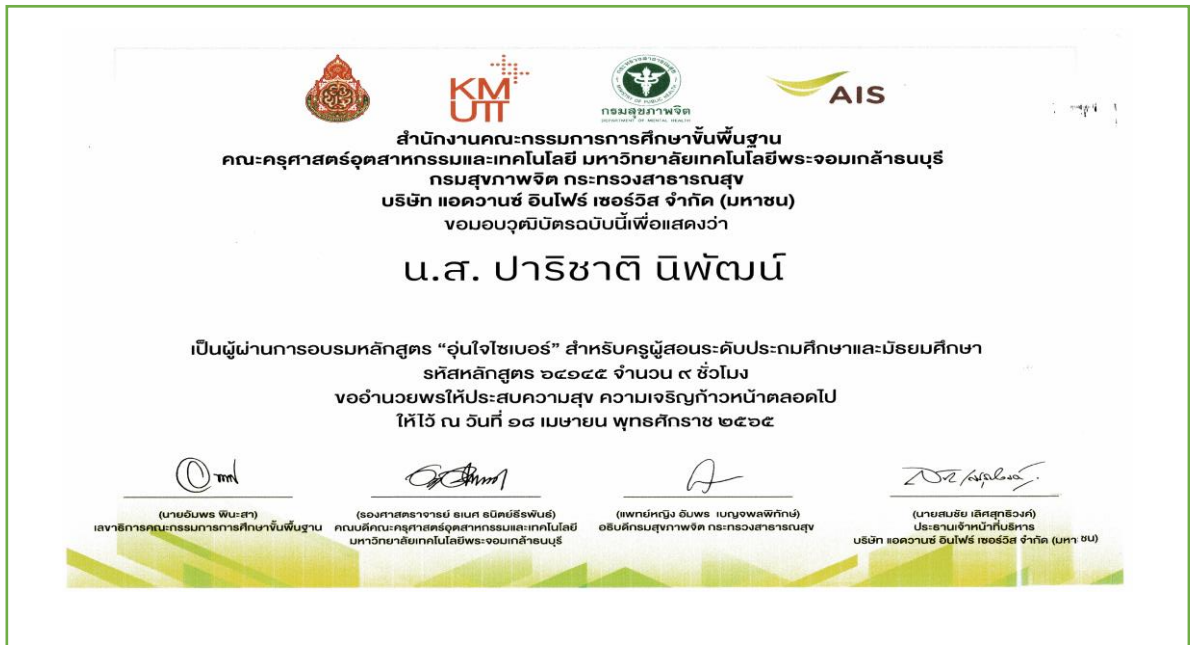 KM
UTT
กรมสุขภาพจิต
DEPARTMENT OF MENTAL HEALTH
AIS
สำนักงานคณะกรรมการการศึกษาขั้นพื้นฐาน
คณะครุศาสตร์อุตสาหกรรมและเทคโนโลยี มหาวิทยาลัยเทคโนโลยีพระจอมเกล้าธนบุรี
กรมสุขภาพจิต กระทรวงสาธารณสุข
บริษัท แอดวานซ์ อินโฟร์ เซอร์วิส จำกัด (มหาชน)
ขอมอบวุฒิบัตรฉบับนี้เพื่อแสดงว่า
น.ส. ปาริชาติ นิพัฒน์
เป็นผู้ผ่านการอบรมหลักสูตร “อุ่นใจไซเบอร์” สำหรับครูผู้สอนระดับประถมศึกษาและมัธยมศึกษา
รหัสหลักสูตร ๖๔๑๔๕ จำนวน ๙ ชั่วโมง
ขออำนวยพรให้ประสบความสุข ความเจริญก้าวหน้าตลอดไป
ให้ไว้ ณ วันที่ ๑๘ เมษายน พุทธศักราช ๒๕๖๕
(นายอัมพร พินะสา) (รองศาสตราจารย์ ธเนศ ธนิตย์ธีรพันธ์) (แพทย์หญิง อัมพร เบญจพลพิทักษ์) (นายสมชัย เลิศสุทธิวงค์)
เลขาธิการคณะกรรมการการศึกษาขั้นพื้นฐาน คณบดีคณะครุศาสตร์อุตสาหกรรมและเทคโนโลยี อธิบดีกรมสุขภาพจิต กระทรวงสาธารณสุข ประธานเจ้าหน้าที่บริหาร
มหาวิทยาลัยเทคโนโลยีพระจอมเกล้าธนบุรี บริษัท แอดวานซ์ อินโฟร์ เซอร์วิส จำกัด (มหาชน)